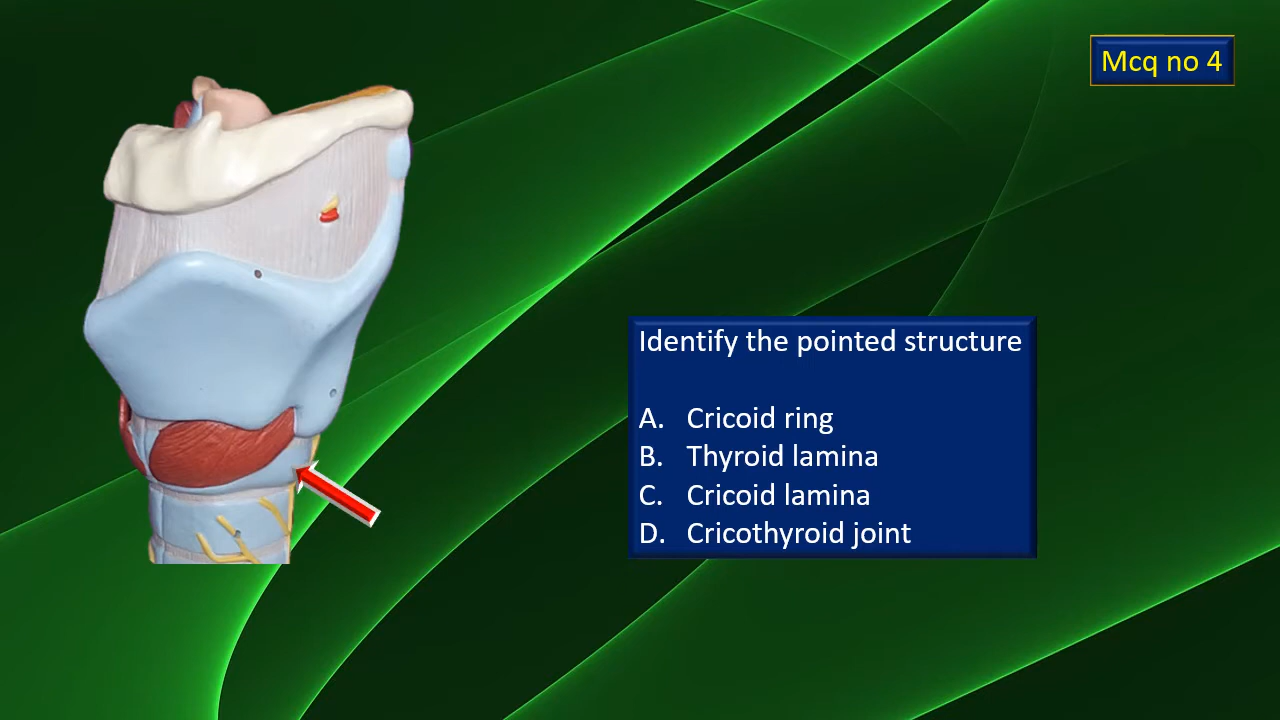 Mcq no 4
Identify the pointed structure
A. Cricoid ring
B. Thyroid lamina
C. Cricoid lamina
D. Cricothyroid joint